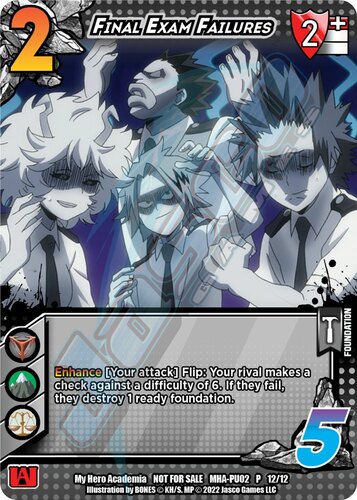 2
FINAL EXAM FAILURES
2
FOUNDATION
Enhance [Your attack] Flip: Your rival makes a
check against a difficulty of 6. If they fail,
they destroy 1 ready foundation.
5
My Hero Academia NOT FOR SALE MHA-PU02 P 12/12
Illustration by BONES © KH/S, MP © 2022 Jasco Games LLC